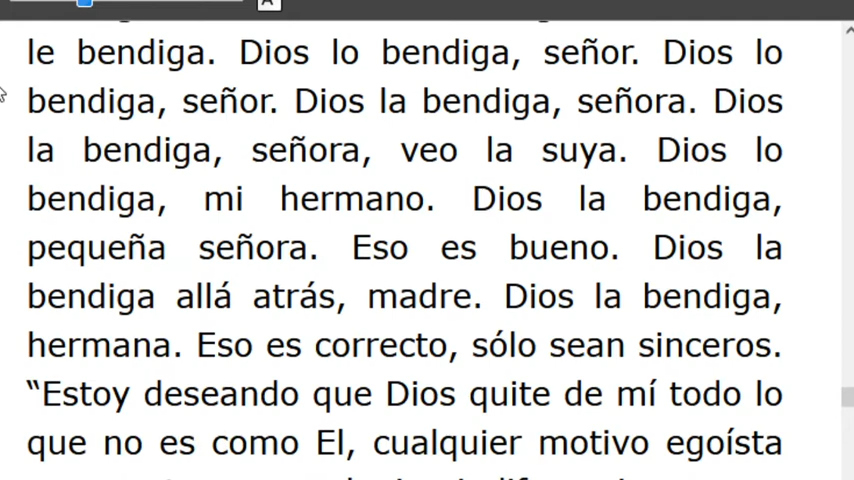 le bendiga. Dios lo bendiga, señor. Dios lo
bendiga, señor. Dios la bendiga, señora. Dios
la bendiga, señora, veo la suya. Dios lo
bendiga, mi hermano. Dios la bendiga,
pequeña señora. Eso es bueno. Dios la
bendiga allá atrás, madre. Dios la bendiga,
hermana. Eso es correcto, sólo sean sinceros.
“Estoy deseando que Dios quite de mí todo lo
que no es como El, cualquier motivo egoísta